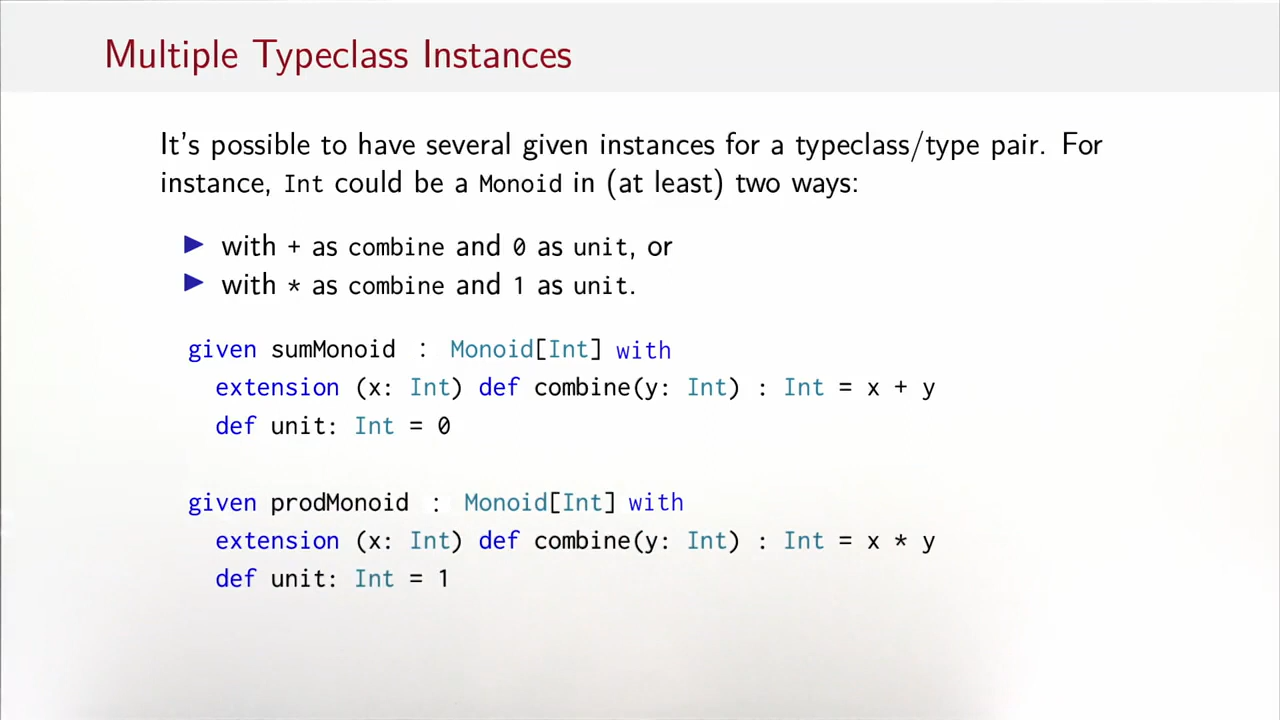 Multiple Typeclass Instances
It's possible to have several given instances for a typeclass/type pair. For
instance, Int could be a Monoid in (at least) two ways:
▶ with + as combine and 0 as unit, or
▶ with * as combine and 1 as unit.
given sumMonoid : Monoid[Int] with
  extension (x: Int) def combine(y: Int) : Int = x + y
  def unit: Int = 0
given prodMonoid : Monoid[Int] with
  extension (x: Int) def combine(y: Int) : Int = x * y
  def unit: Int = 1